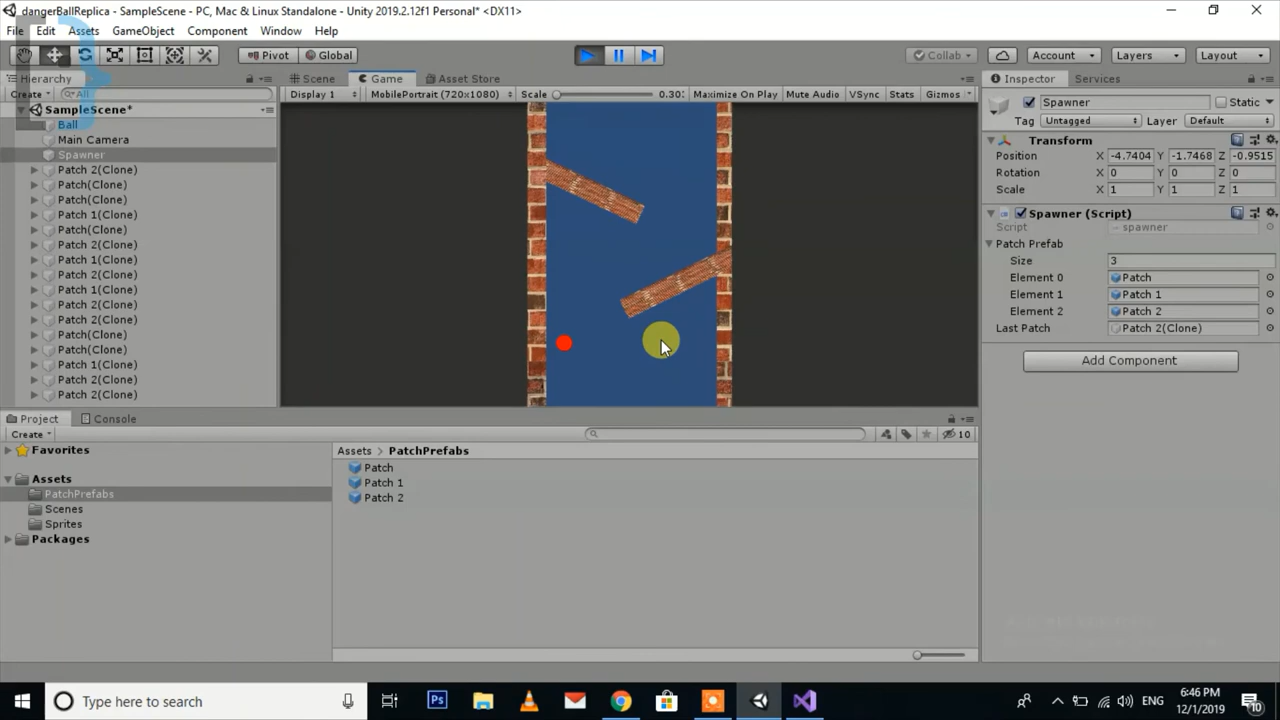 dangerBallReplica - SampleScene - PC, Mac & Linux Standalone - Unity 2019.2.12f1 Personal* <DX11>
File Edit Assets GameObject Component Window Help
Pivot Global Collab Account Layers Layout
Hierarchy Scene Game Asset Store Inspector Services
Create All Display 1 MobilePortrait (720x1080) Scale 0.30 Maximize On Play Mute Audio VSync Stats Gizmos
SampleScene*
Ball
Main Camera
Spawner
Patch 2(Clone)
Patch(Clone)
Patch(Clone)
Patch 1(Clone)
Patch(Clone)
Patch 2(Clone)
Patch 1(Clone)
Patch 2(Clone)
Patch 1(Clone)
Patch 2(Clone)
Patch 2(Clone)
Patch(Clone)
Patch(Clone)
Patch 1(Clone)
Patch 2(Clone)
Patch 2(Clone)
Spawner Static
Tag Untagged Layer Default
Transform
Position X -4.7404 Y -1.7468 Z -0.9515
Rotation X 0 Y 0 Z 0
Scale X 1 Y 1 Z 1
Spawner (Script)
Script spawner
Patch Prefab
Size 3
Element 0 Patch
Element 1 Patch 1
Element 2 Patch 2
Last Patch Patch 2(Clone)
Add Component
Project Console
Create 10
Favorites
Assets
PatchPrefabs
Scenes
Sprites
Packages
Assets > PatchPrefabs
Patch
Patch 1
Patch 2
Type here to search
Ps
ENG
6:46 PM
12/1/2019
10